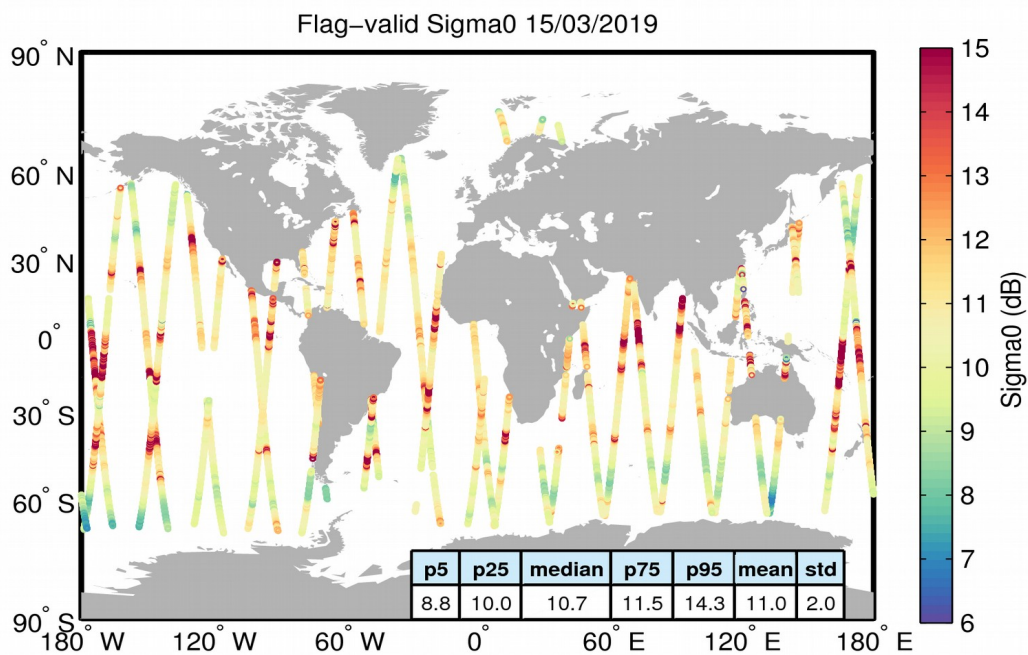 Flag−valid Sigma0 15/03/2019
90° N
60° N
30° N
0°
30° S
60° S
90° S
180° W
120° W
60° W
0°
60° E
120° E
180° E
p5 p25 median p75 p95 mean std
8.8 10.0 10.7 11.5 14.3 11.0 2.0
15
14
13
12
11
10
9
8
7
6
Sigma0 (dB)